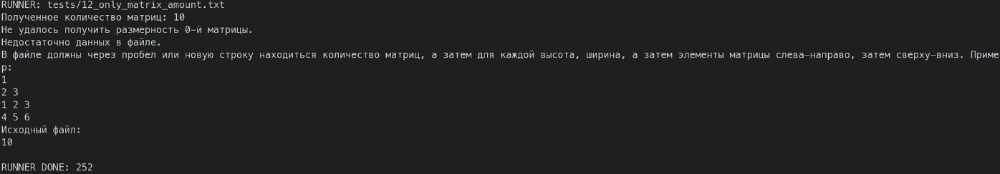 RUNNER: tests/12_only_matrix_amount.txt
Полученное количество матриц: 10
Не удалось получить размерность 0-й матрицы.
Недостаточно данных в файле.
В файле должны через пробел или новую строку находиться количество матриц, а затем для каждой высота, ширина, а затем элементы матрицы слева-направо, затем сверху-вниз. Приме
р:
1
2 3
1 2 3
4 5 6
Исходный файл:
10
RUNNER DONE: 252